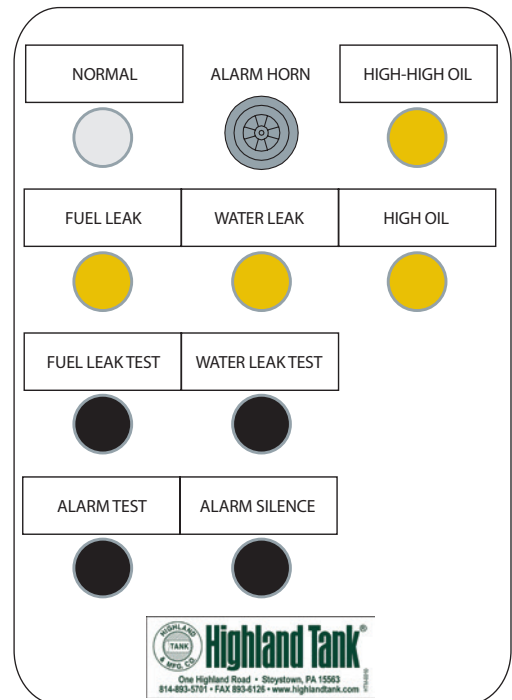 NORMAL
ALARM HORN
HIGH-HIGH OIL
FUEL LEAK
WATER LEAK
HIGH OIL
FUEL LEAK TEST
WATER LEAK TEST
ALARM TEST
ALARM SILENCE
HIGHLAND
TANK
& MFG. CO.
Highland Tank®
One Highland Road • Stoystown, PA 15563
814-893-5701 • FAX 893-6126 • www.highlandtank.com